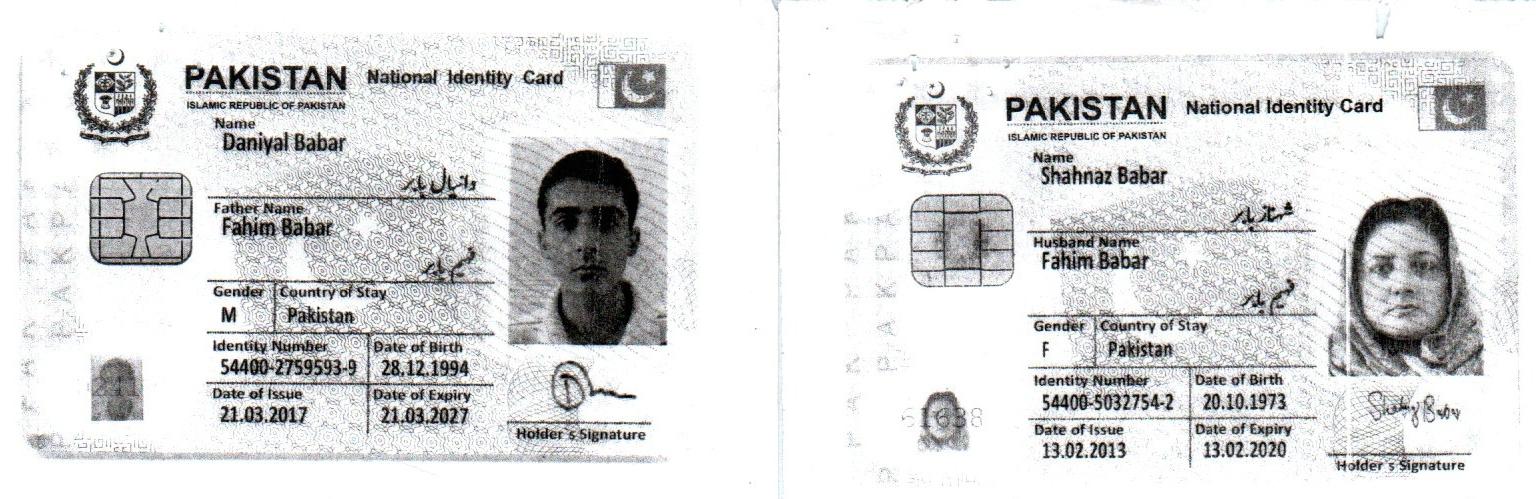 PAKISTAN National Identity Card
ISLAMIC REPUBLIC OF PAKISTAN
Name
Daniyal Babar
دانیال بابر
Father Name
Fahim Babar
فہیم بابر
Gender Country of Stay
M Pakistan
Identity Number Date of Birth
54400-2759593-9 28.12.1994
Date of Issue Date of Expiry
21.03.2017 21.03.2027
Holder's Signature
PAKISTAN National Identity Card
ISLAMIC REPUBLIC OF PAKISTAN
Name
Shahnaz Babar
شہناز بابر
Husband Name
Fahim Babar
فہیم بابر
Gender Country of Stay
F Pakistan
Identity Number Date of Birth
54400-5032754-2 20.10.1973
Date of Issue Date of Expiry
13.02.2013 13.02.2020
61638
Holder's Signature